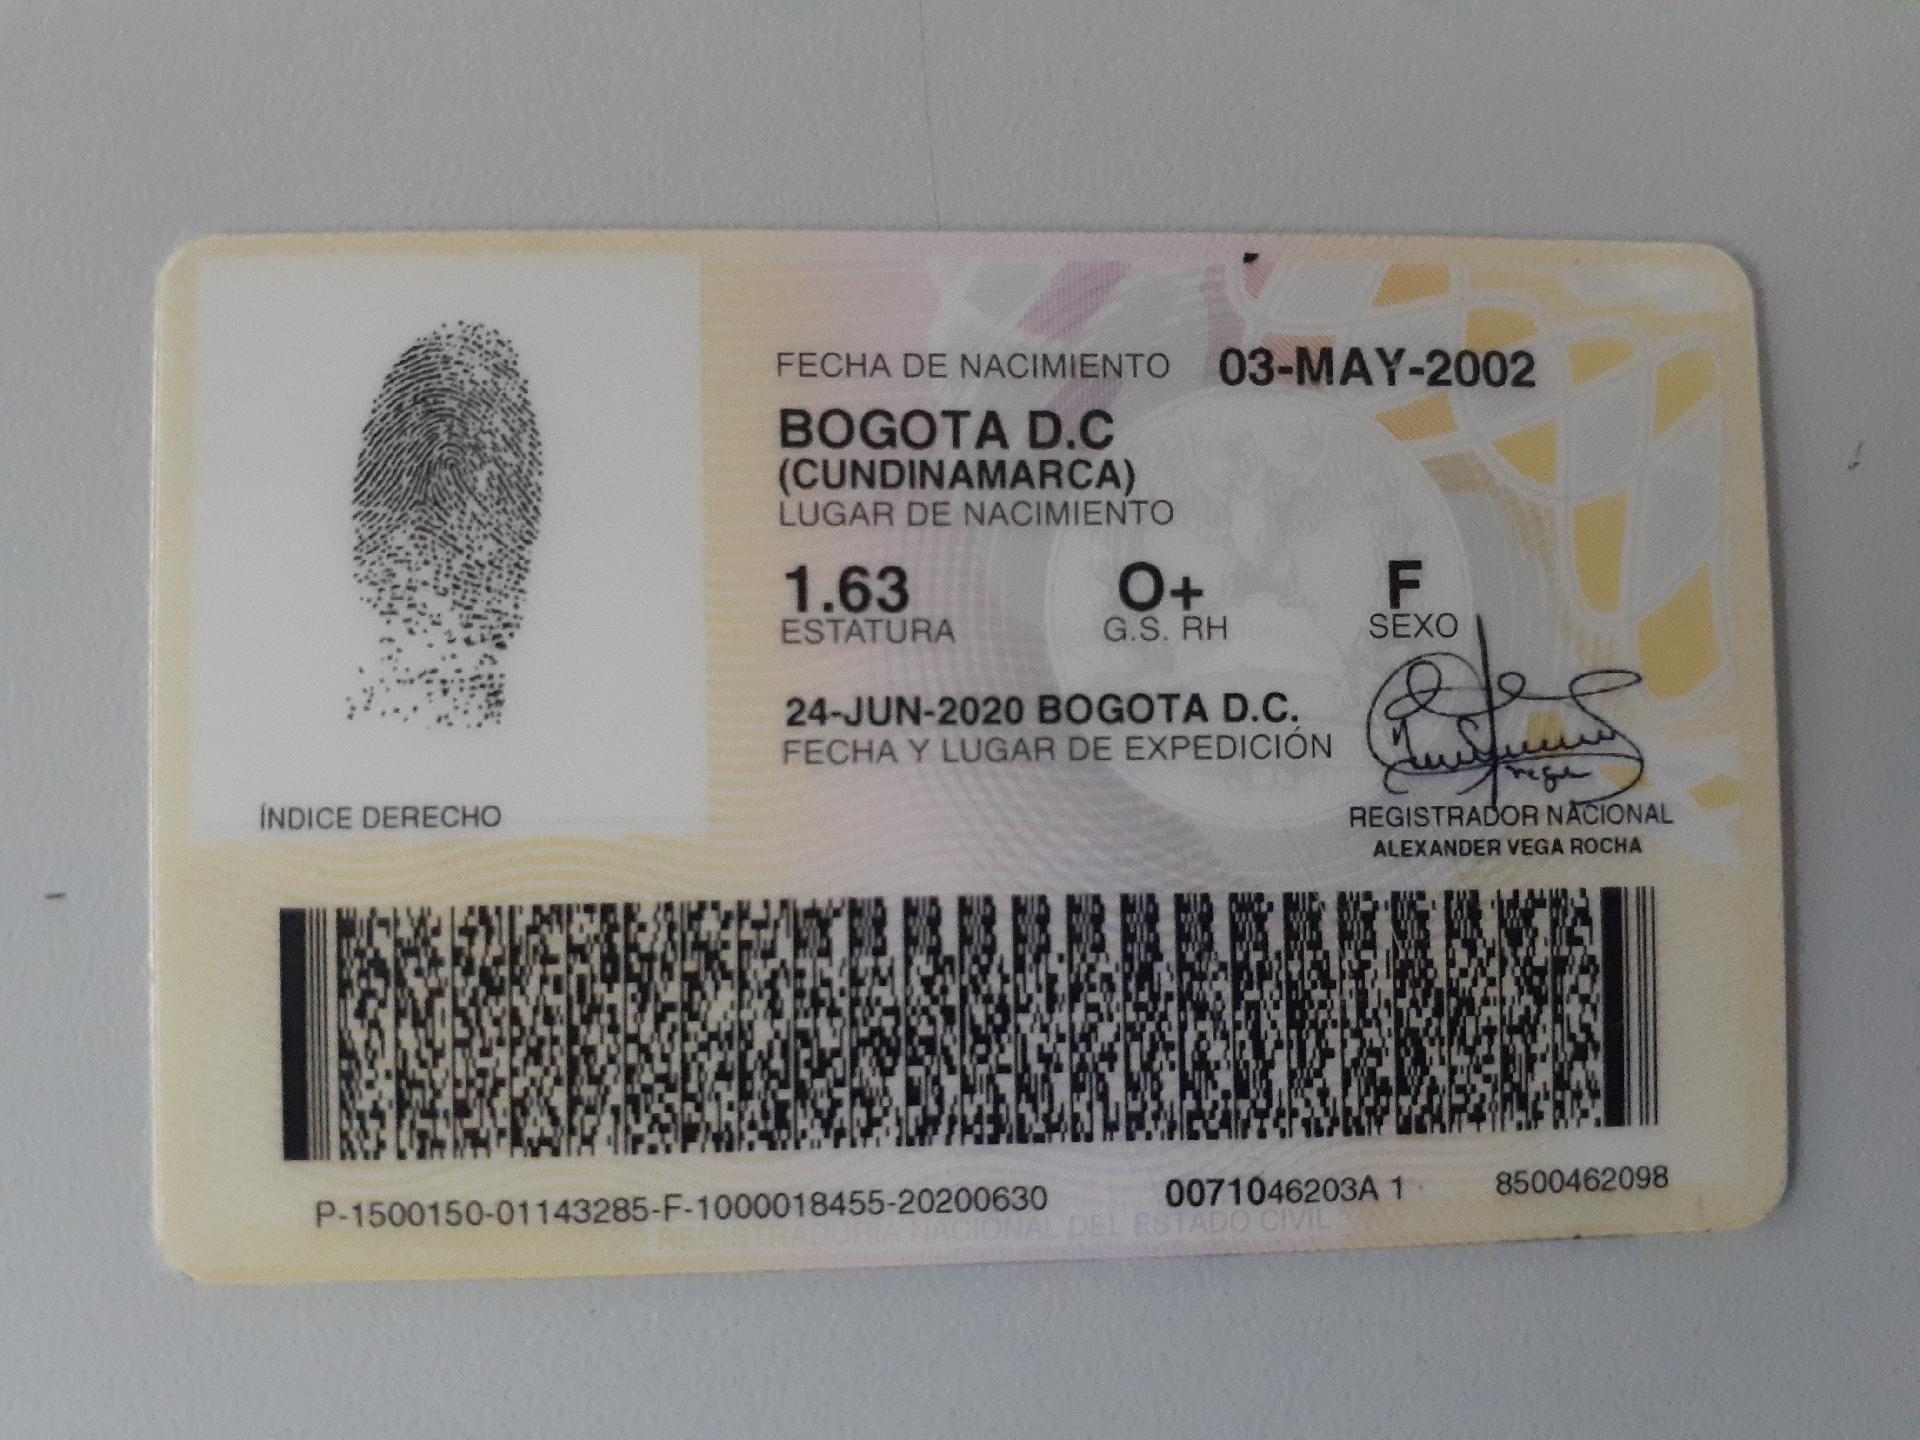 FECHA DE NACIMIENTO 03-MAY-2002
BOGOTA D.C
(CUNDINAMARCA)
LUGAR DE NACIMIENTO
1.63 O+ F
ESTATURA G.S. RH SEXO
24-JUN-2020 BOGOTA D.C.
FECHA Y LUGAR DE EXPEDICIÓN
vega
ÍNDICE DERECHO
REGISTRADOR NACIONAL
ALEXANDER VEGA ROCHA
P-1500150-01143285-F-1000018455-20200630 0071046203A 1 8500462098
REGISTRADURIA NACIONAL DEL ESTADO CIVIL